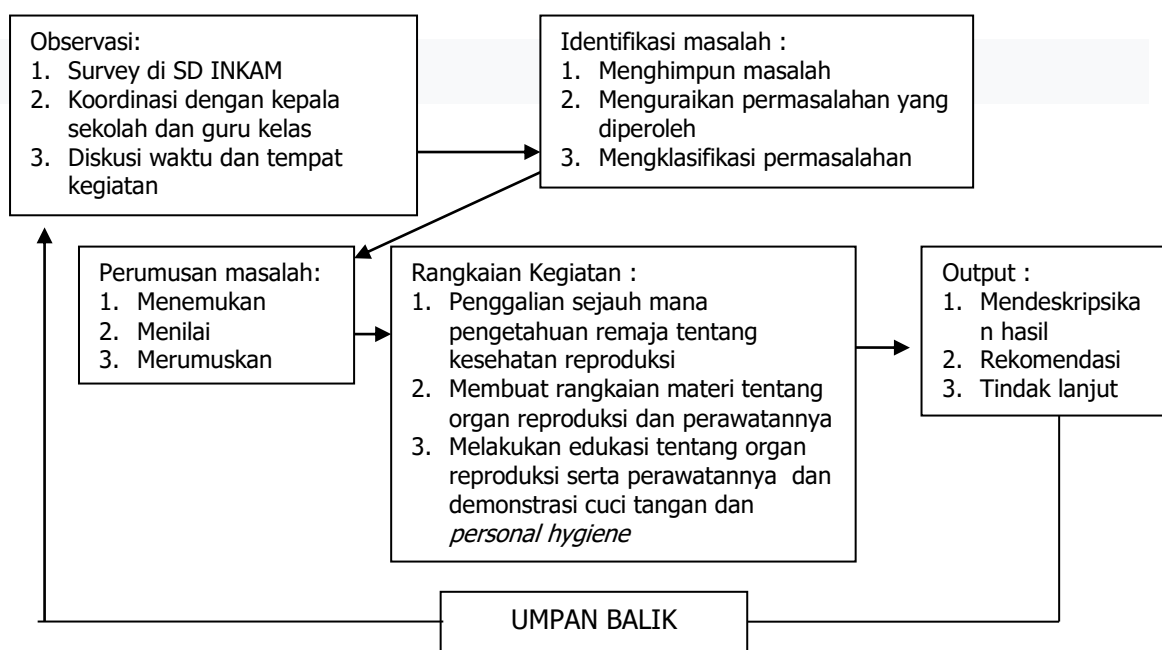 Observasi:
1. Survey di SD INKAM
2. Koordinasi dengan kepala
sekolah dan guru kelas
3. Diskusi waktu dan tempat
kegiatan
Identifikasi masalah :
1. Menghimpun masalah
2. Menguraikan permasalahan yang
diperoleh
3. Mengklasifikasi permasalahan
Perumusan masalah:
1. Menemukan
2. Menilai
3. Merumuskan
Rangkaian Kegiatan :
1. Penggalian sejauh mana
pengetahuan remaja tentang
kesehatan reproduksi
2. Membuat rangkaian materi tentang
organ reproduksi dan perawatannya
3. Melakukan edukasi tentang organ
reproduksi serta perawatannya dan
demonstrasi cuci tangan dan
personal hygiene
Output :
1. Mendeskripsika
n hasil
2. Rekomendasi
3. Tindak lanjut
UMPAN BALIK